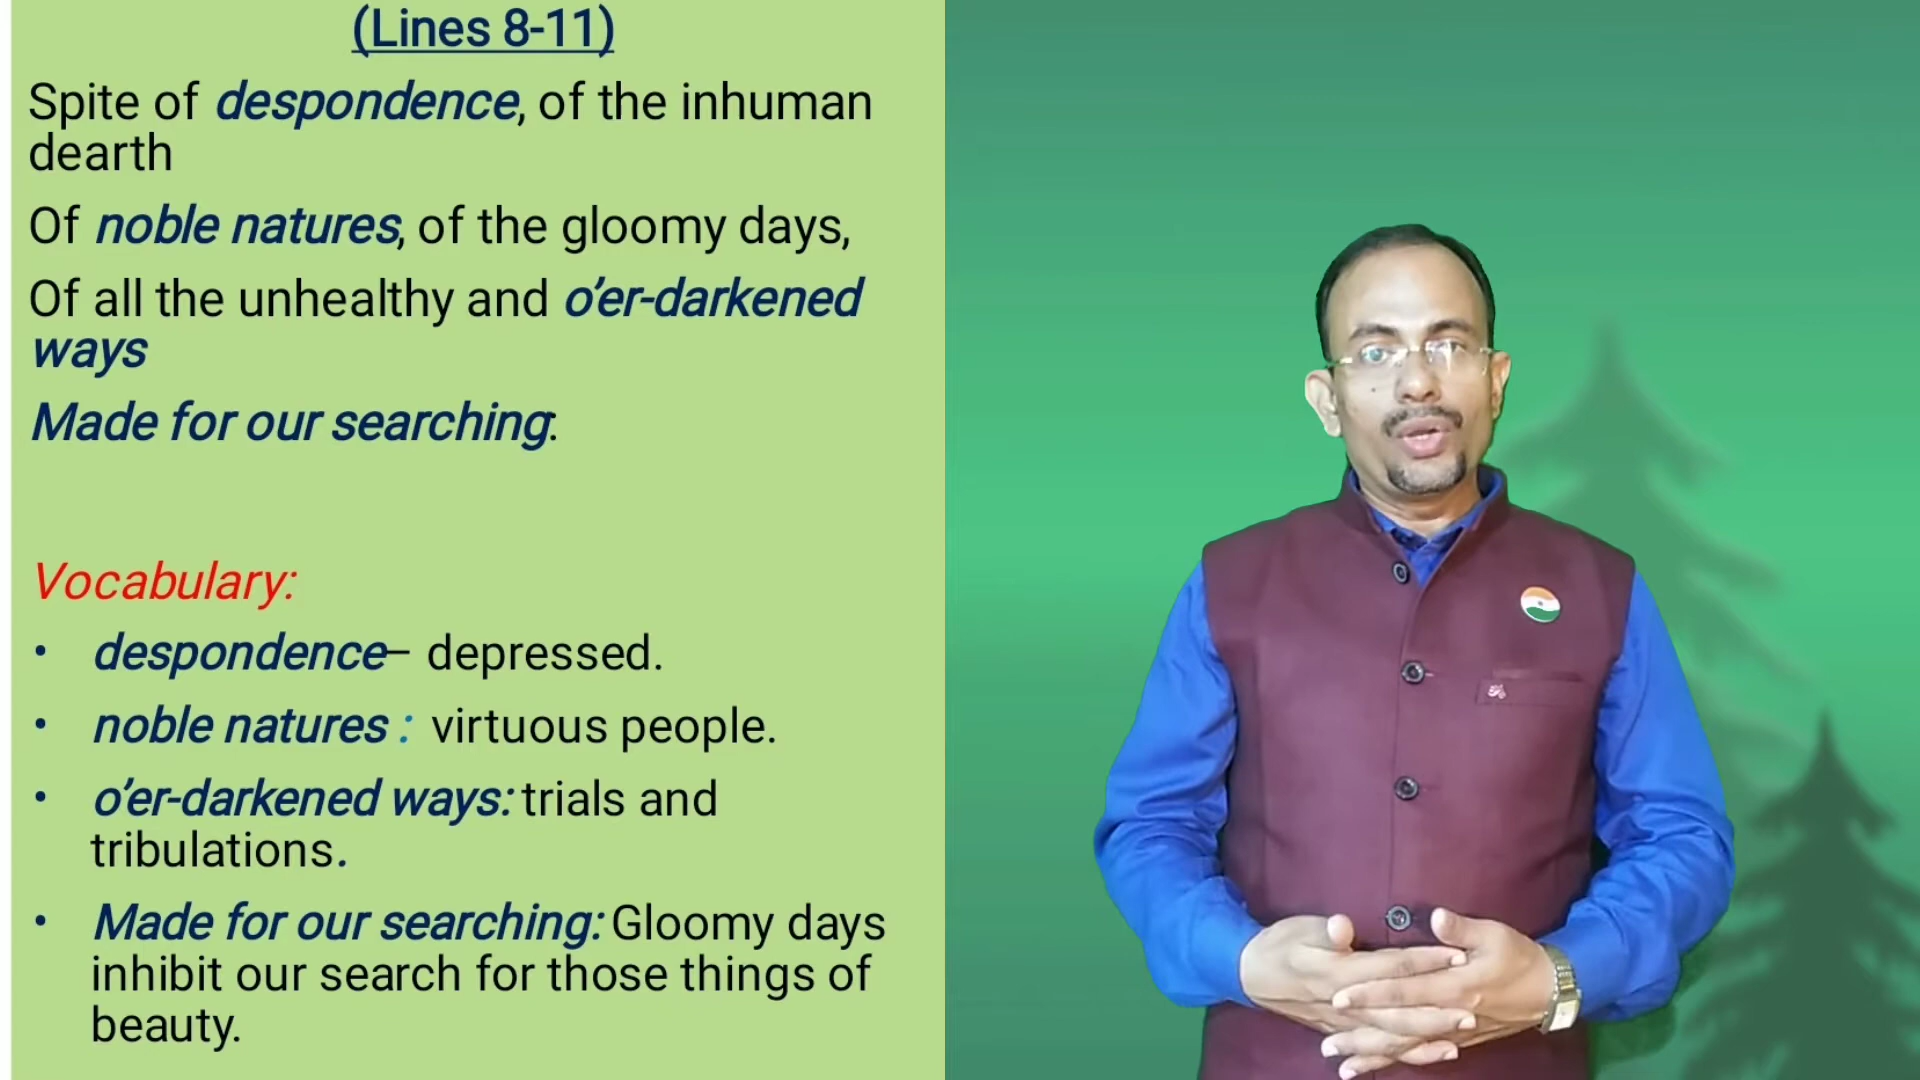 (Lines 8-11)
Spite of despondence, of the inhuman
dearth
Of noble natures, of the gloomy days,
Of all the unhealthy and o’er-darkened
ways
Made for our searching:
Vocabulary:
• despondence– depressed.
• noble natures : virtuous people.
• o’er-darkened ways: trials and
tribulations.
• Made for our searching: Gloomy days
inhibit our search for those things of
beauty.